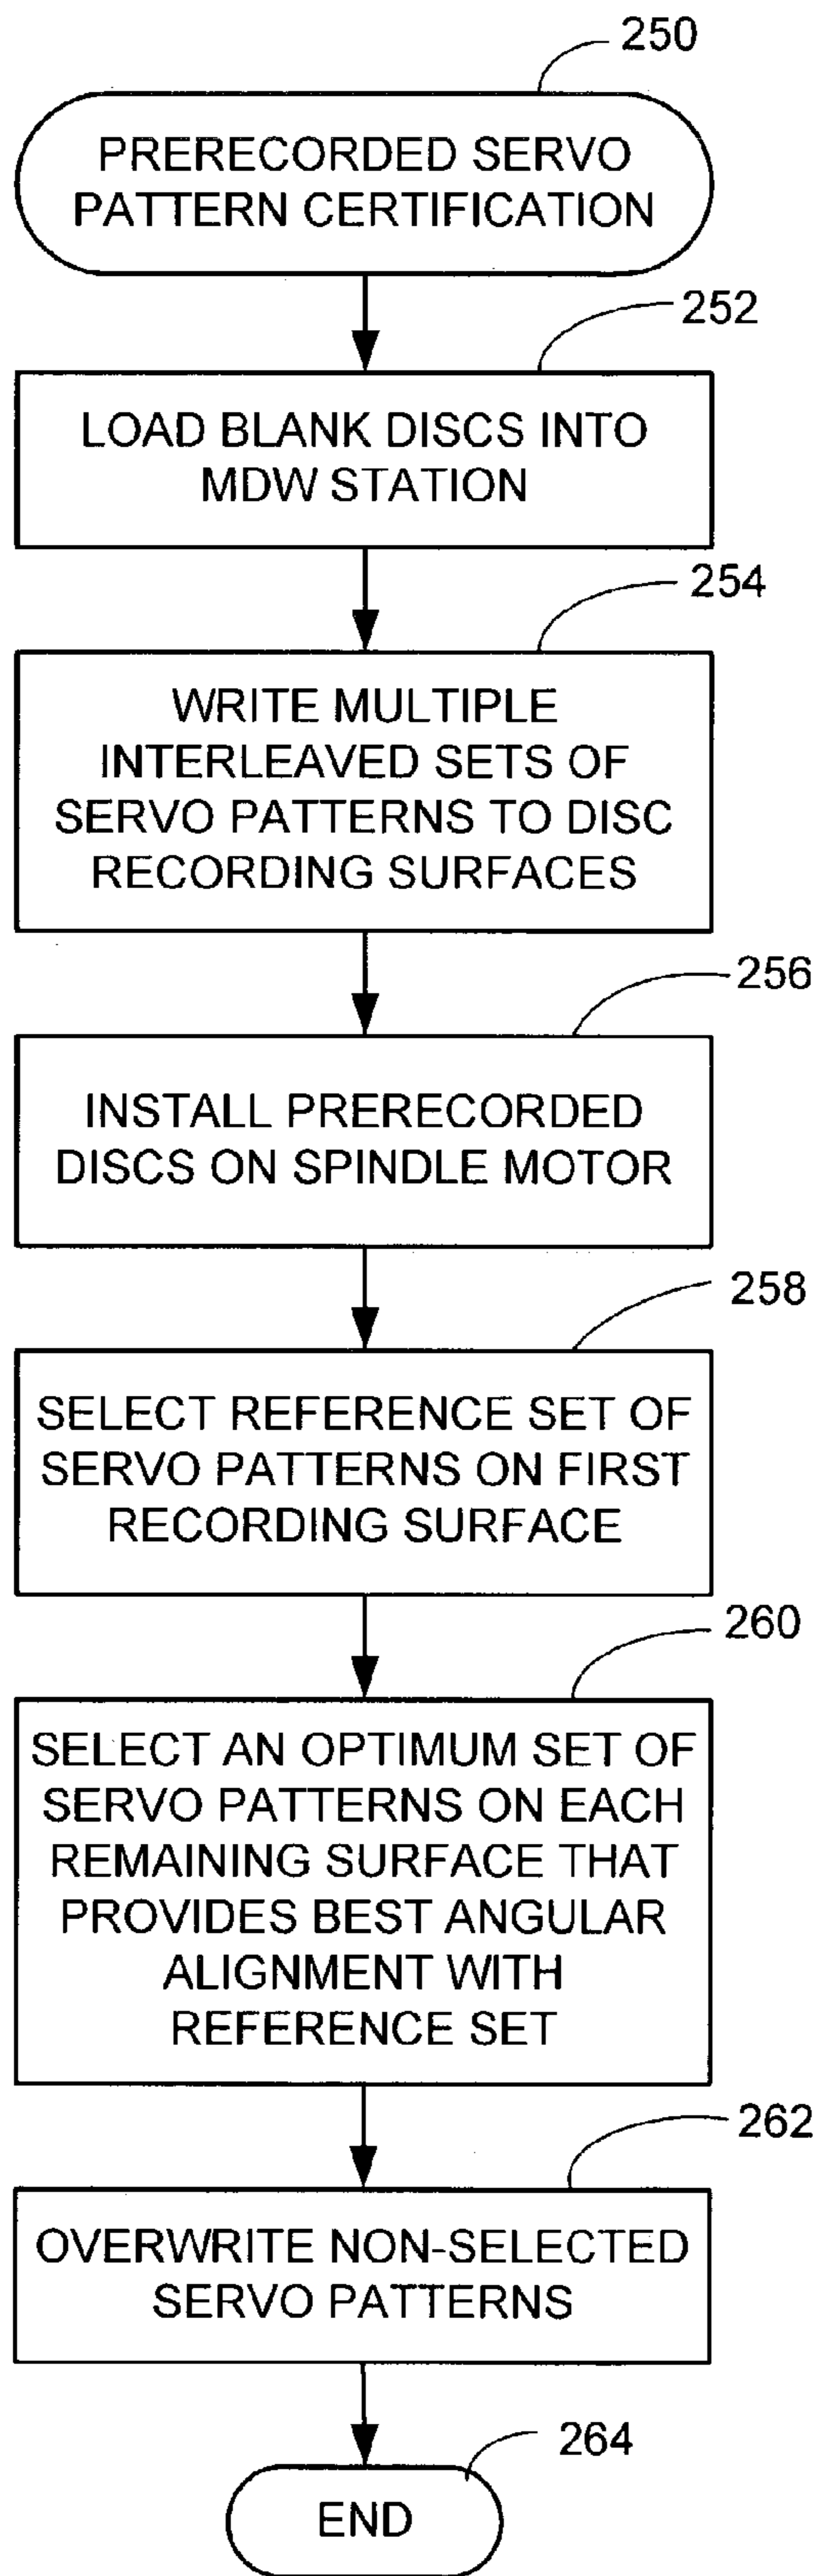 250
PRERECORDED SERVO
PATTERN CERTIFICATION
252
LOAD BLANK DISCS INTO
MDW STATION
254
WRITE MULTIPLE
INTERLEAVED SETS OF
SERVO PATTERNS TO DISC
RECORDING SURFACES
256
INSTALL PRERECORDED
DISCS ON SPINDLE MOTOR
258
SELECT REFERENCE SET OF
SERVO PATTERNS ON FIRST
RECORDING SURFACE
260
SELECT AN OPTIMUM SET OF
SERVO PATTERNS ON EACH
REMAINING SURFACE THAT
PROVIDES BEST ANGULAR
ALIGNMENT WITH
REFERENCE SET
262
OVERWRITE NON-SELECTED
SERVO PATTERNS
264
END